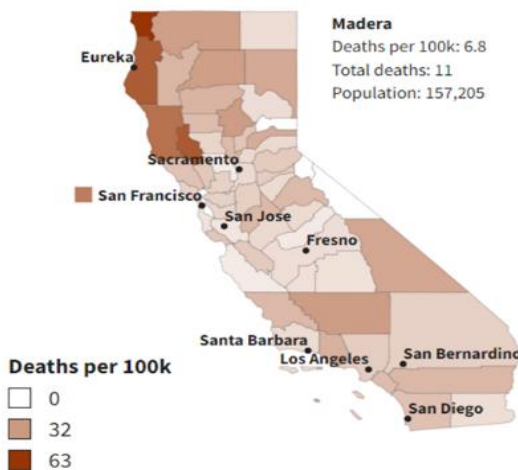 Madera
Deaths per 100k: 6.8
Total deaths: 11
Population: 157,205
Eureka
Sacramento
San Francisco
San Jose
Fresno
Santa Barbara
Los Angeles
San Bernardino
San Diego
Deaths per 100k
0
32
63